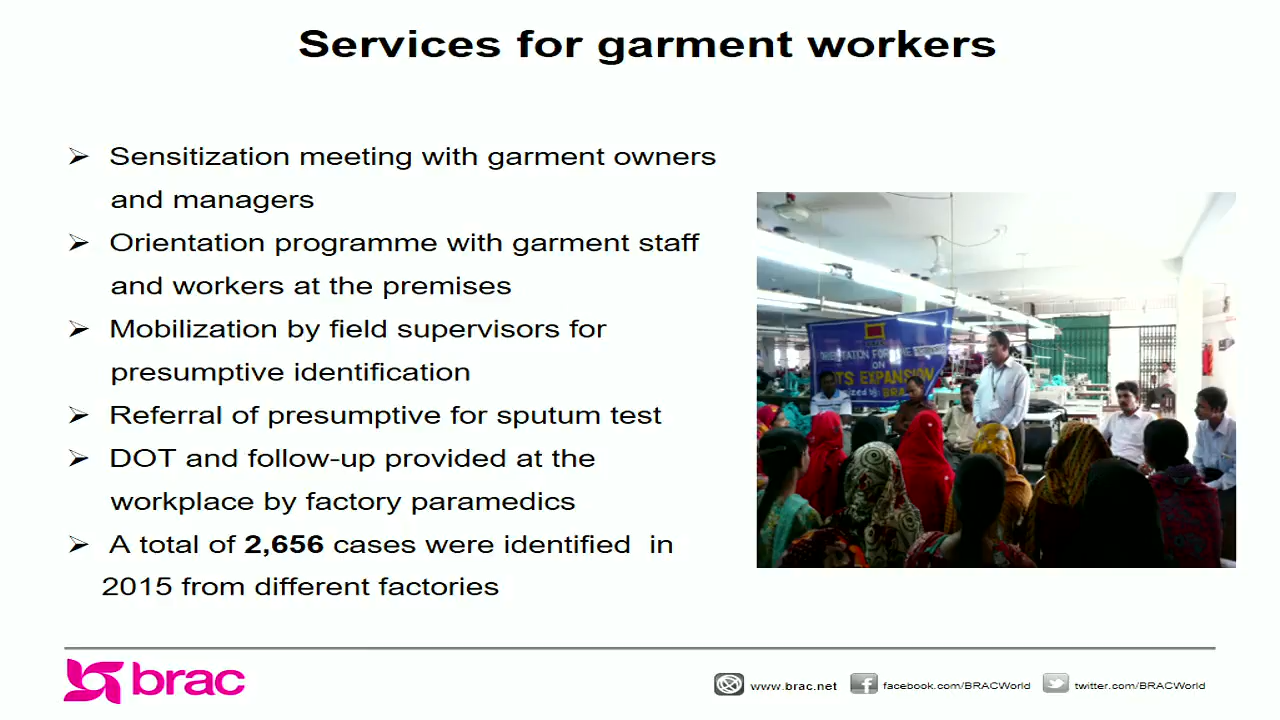 Services for garment workers
➢ Sensitization meeting with garment owners
and managers
➢ Orientation programme with garment staff
and workers at the premises
➢ Mobilization by field supervisors for
presumptive identification
➢ Referral of presumptive for sputum test
➢ DOT and follow-up provided at the
workplace by factory paramedics
➢ A total of 2,656 cases were identified in
2015 from different factories
ORIENTATION FOR
ON
EXPANSION
brac
www.brac.net
facebook.com/BRACWorld
twitter.com/BRACWorld